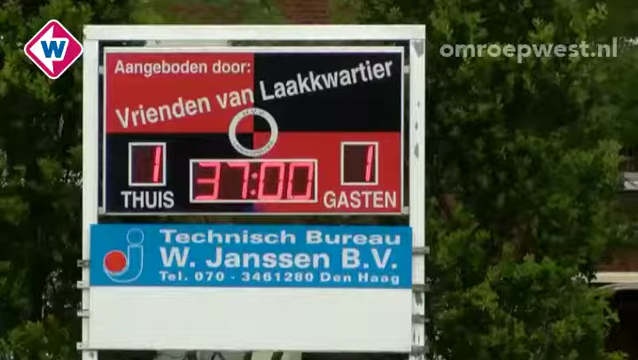 W
omroepwest.nl
Aangeboden door:
Vrienden van Laakkwartier
1 37:00 1
THUIS GASTEN
Technisch Bureau
W. Janssen B.V.
Tel. 070 - 3461280 Den Haag